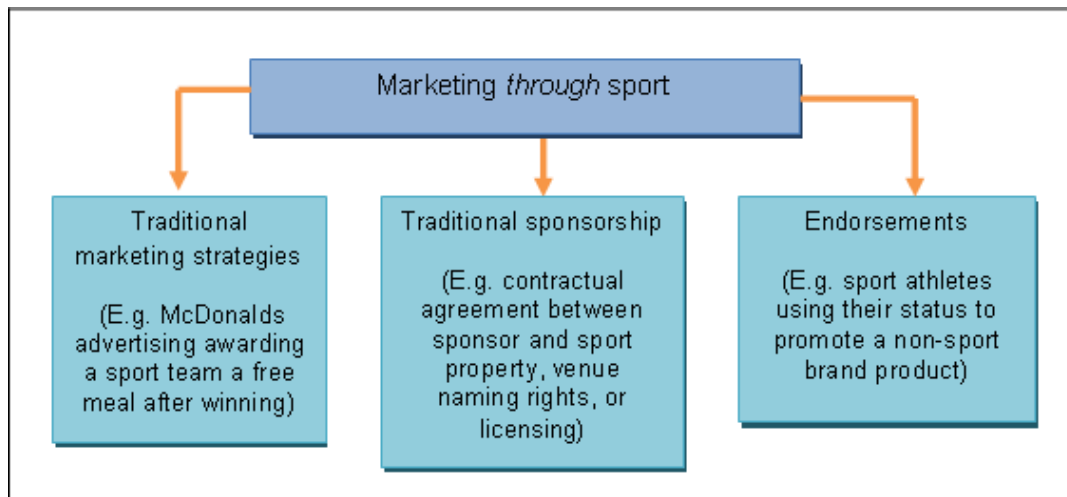 Marketing through sport
Traditional
marketing strategies
(E.g. McDonalds
advertising awarding
a sport team a free
meal after winning)
Traditional sponsorship
(E.g. contractual
agreement between
sponsor and sport
property, venue
naming rights, or
licensing)
Endorsements
(E.g. sport athletes
using their status to
promote a non-sport
brand product)